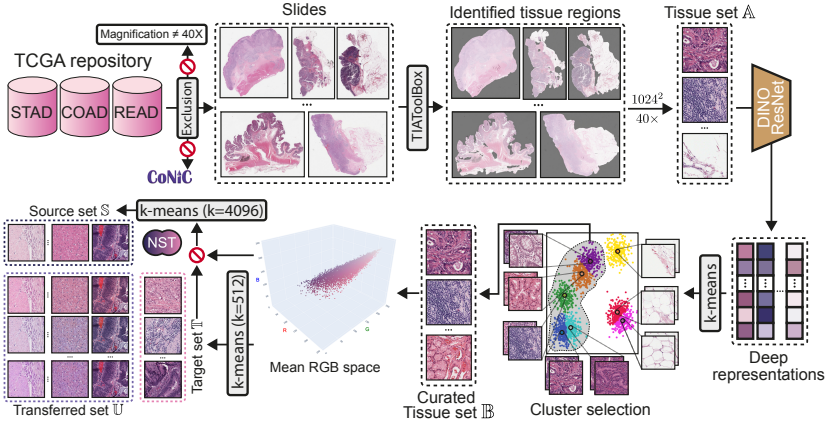 Slides
Identified tissue regions
Tissue set 𝔸
Magnification ≠ 40X
TCGA repository
STAD
COAD
READ
Exclusion
CoNiC
...
TIAToolBox
...
1024²
40×
...
DINO
ResNet
Source set 𝕊
k-means (k=4096)
NST
...
...
...
...
...
Target set 𝕋
k-means (k=512)
B
R
G
Mean RGB space
Transferred set 𝕌
...
Curated
Tissue set 𝔹
Cluster selection
k-means
...
Deep
representations